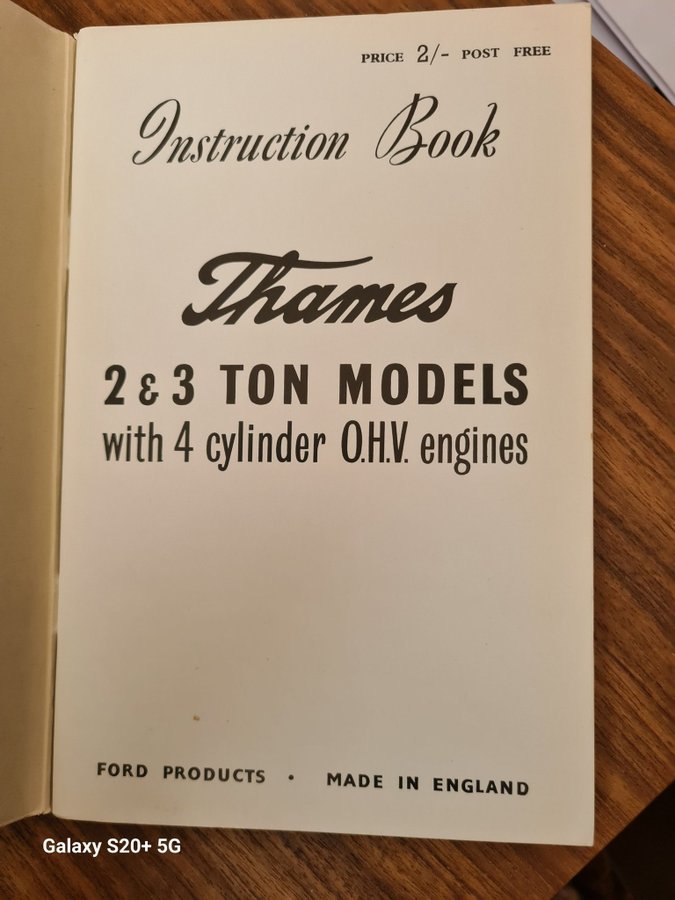 PRICE 2/- POST FREE
Instruction Book
Thames
2 & 3 TON MODELS
with 4 cylinder O.H.V. engines
FORD PRODUCTS • MADE IN ENGLAND
Galaxy S20+ 5G